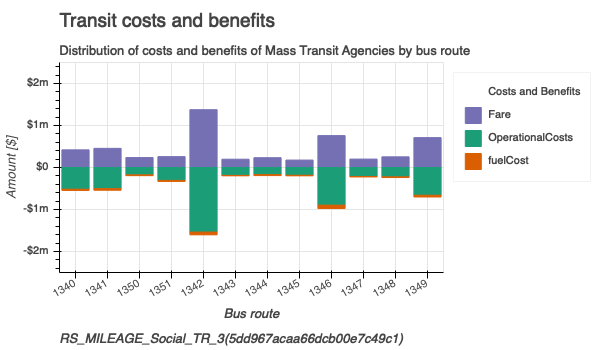 Transit costs and benefits
Distribution of costs and benefits of Mass Transit Agencies by bus route
Amount [$]
$2m
$1m
$0
-$1m
-$2m
1340 1341 1350 1351 1342 1343 1344 1345 1346 1347 1348 1349
Bus route
Costs and Benefits
Fare
OperationalCosts
fuelCost
RS_MILEAGE_Social_TR_3(5dd967acaa66dcb00e7c49c1)